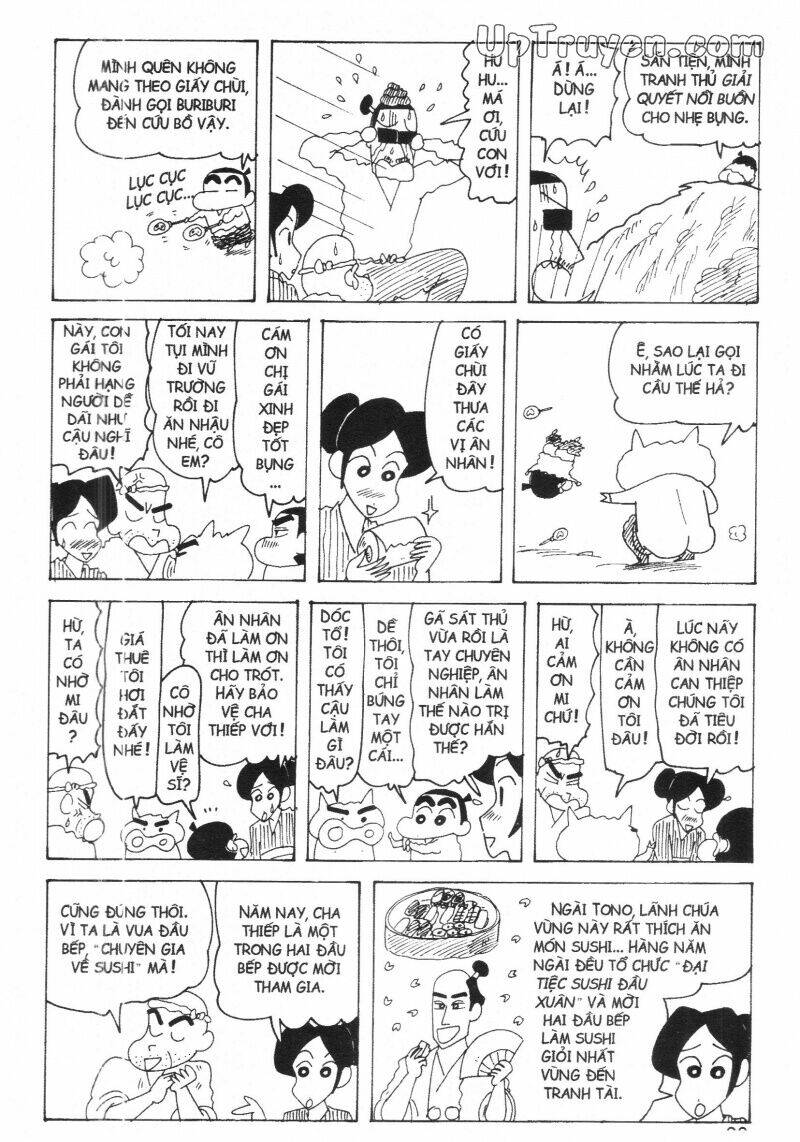 UpTruyen.com
SẴN TIỆN, MÌNH
TRANH THỦ GIẢI
QUYẾT NỖI BUỒN
CHO NHẸ BỤNG.
Á! Á...
DỪNG
LẠI!
HU
HU...
MÁ
ƠI,
CỨU
CON
VỚI!
MÌNH QUÊN KHÔNG
MANG THEO GIẤY CHÙI,
ĐÀNH GỌI BURIBURI
ĐẾN CỨU BỒ VẬY.
LỤC CỤC
LỤC CỤC...
Ê, SAO LẠI GỌI
NHẰM LÚC TA ĐI
CẦU THẾ HẢ?
CÓ
GIẤY
CHÙI
ĐÂY
THƯA
CÁC
VỊ ÂN
NHÂN!
CÁM
ƠN
CHỊ
GÁI
XINH
ĐẸP
TỐT
BỤNG
...
TỐI NAY
TỤI MÌNH
ĐI VŨ
TRƯỜNG
RỒI ĐI
ĂN NHẬU
NHÉ, CÔ
EM?
NÀY, CON
GÁI TÔI
KHÔNG
PHẢI HẠNG
NGƯỜI DỄ
DÃI NHƯ
CẬU NGHĨ
ĐÂU!
LÚC NÃY
KHÔNG CÓ
ÂN NHÂN
CAN THIỆP
CHÚNG TÔI
ĐÃ TIÊU
ĐỜI RỒI!
À,
KHÔNG
CẦN
CẢM
ƠN
TÔI
ĐÂU!
HỪ,
AI
CẢM
ƠN
MI
CHỨ!
GÃ SÁT THỦ
VỪA RỒI LÀ
TAY CHUYÊN
NGHIỆP, ÂN
NHÂN LÀM
THẾ NÀO TRỊ
ĐƯỢC HẮN
THẾ?
DỄ
THÔI,
TÔI
CHỈ
BÚNG
TAY
MỘT
CÁI...
DÓC
TỔ!
TÔI
CÓ
THẤY
CẬU
LÀM
GÌ
ĐÂU?
ÂN NHÂN
ĐÃ LÀM ƠN
THÌ LÀM ƠN
CHO TRÓT.
HÃY BẢO
VỆ CHA
THIẾP VỚI!
CÔ
NHỜ
TÔI
LÀM
VỆ
SĨ?
GIÁ
THUÊ
TÔI
HƠI
ĐẮT
ĐẤY
NHÉ!
HỪ,
TA
CÓ
NHỜ
MI
ĐÂU
?
NGÀI TONO, LÃNH CHÚA
VÙNG NÀY RẤT THÍCH ĂN
MÓN SUSHI... HÀNG NĂM
NGÀI ĐỀU TỔ CHỨC "ĐẠI
TIỆC SUSHI ĐẦU
XUÂN" VÀ MỜI
HAI ĐẦU BẾP
LÀM SUSHI
GIỎI NHẤT
VÙNG ĐẾN
TRANH TÀI.
NĂM NAY, CHA
THIẾP LÀ MỘT
TRONG HAI ĐẦU
BẾP ĐƯỢC MỜI
THAM GIA.
CŨNG ĐÚNG THÔI.
VÌ TA LÀ VUA ĐẦU
BẾP, "CHUYÊN GIA
VỀ SUSHI" MÀ!